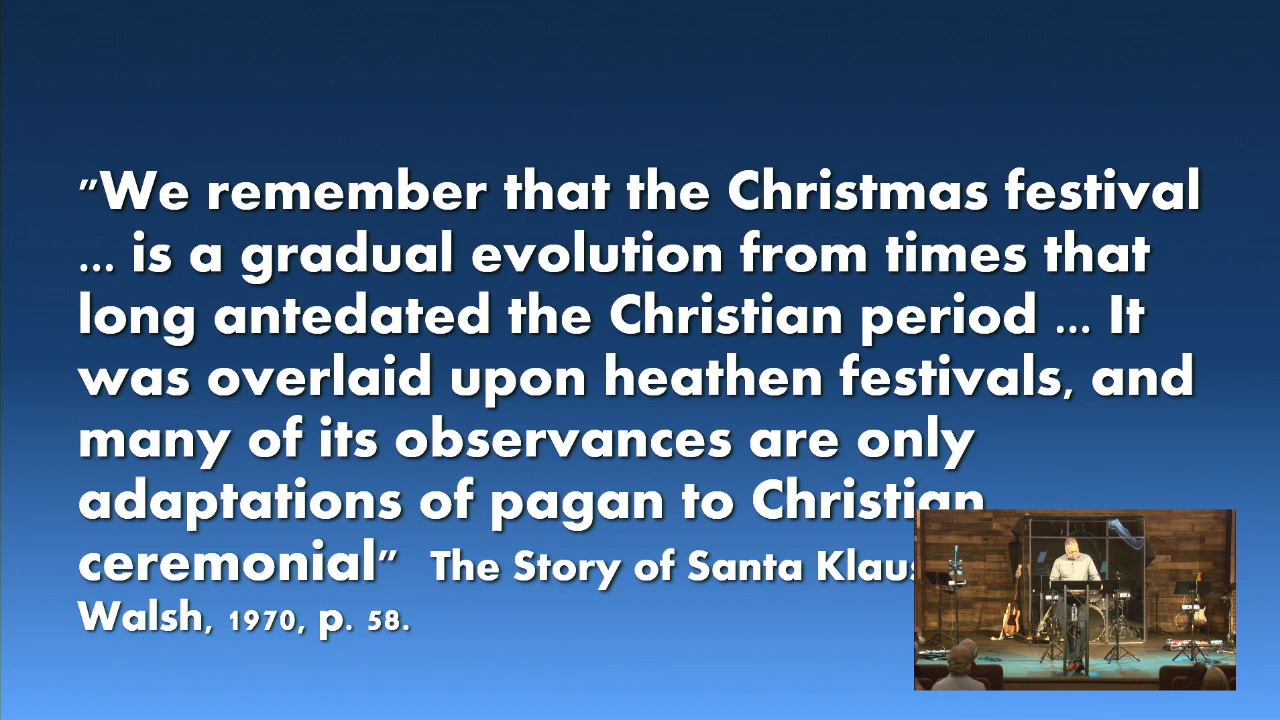 "We remember that the Christmas festival
... is a gradual evolution from times that
long antedated the Christian period ... It
was overlaid upon heathen festivals, and
many of its observances are only
adaptations of pagan to Christian
ceremonial" The Story of Santa Klaus
Walsh, 1970, p. 58.